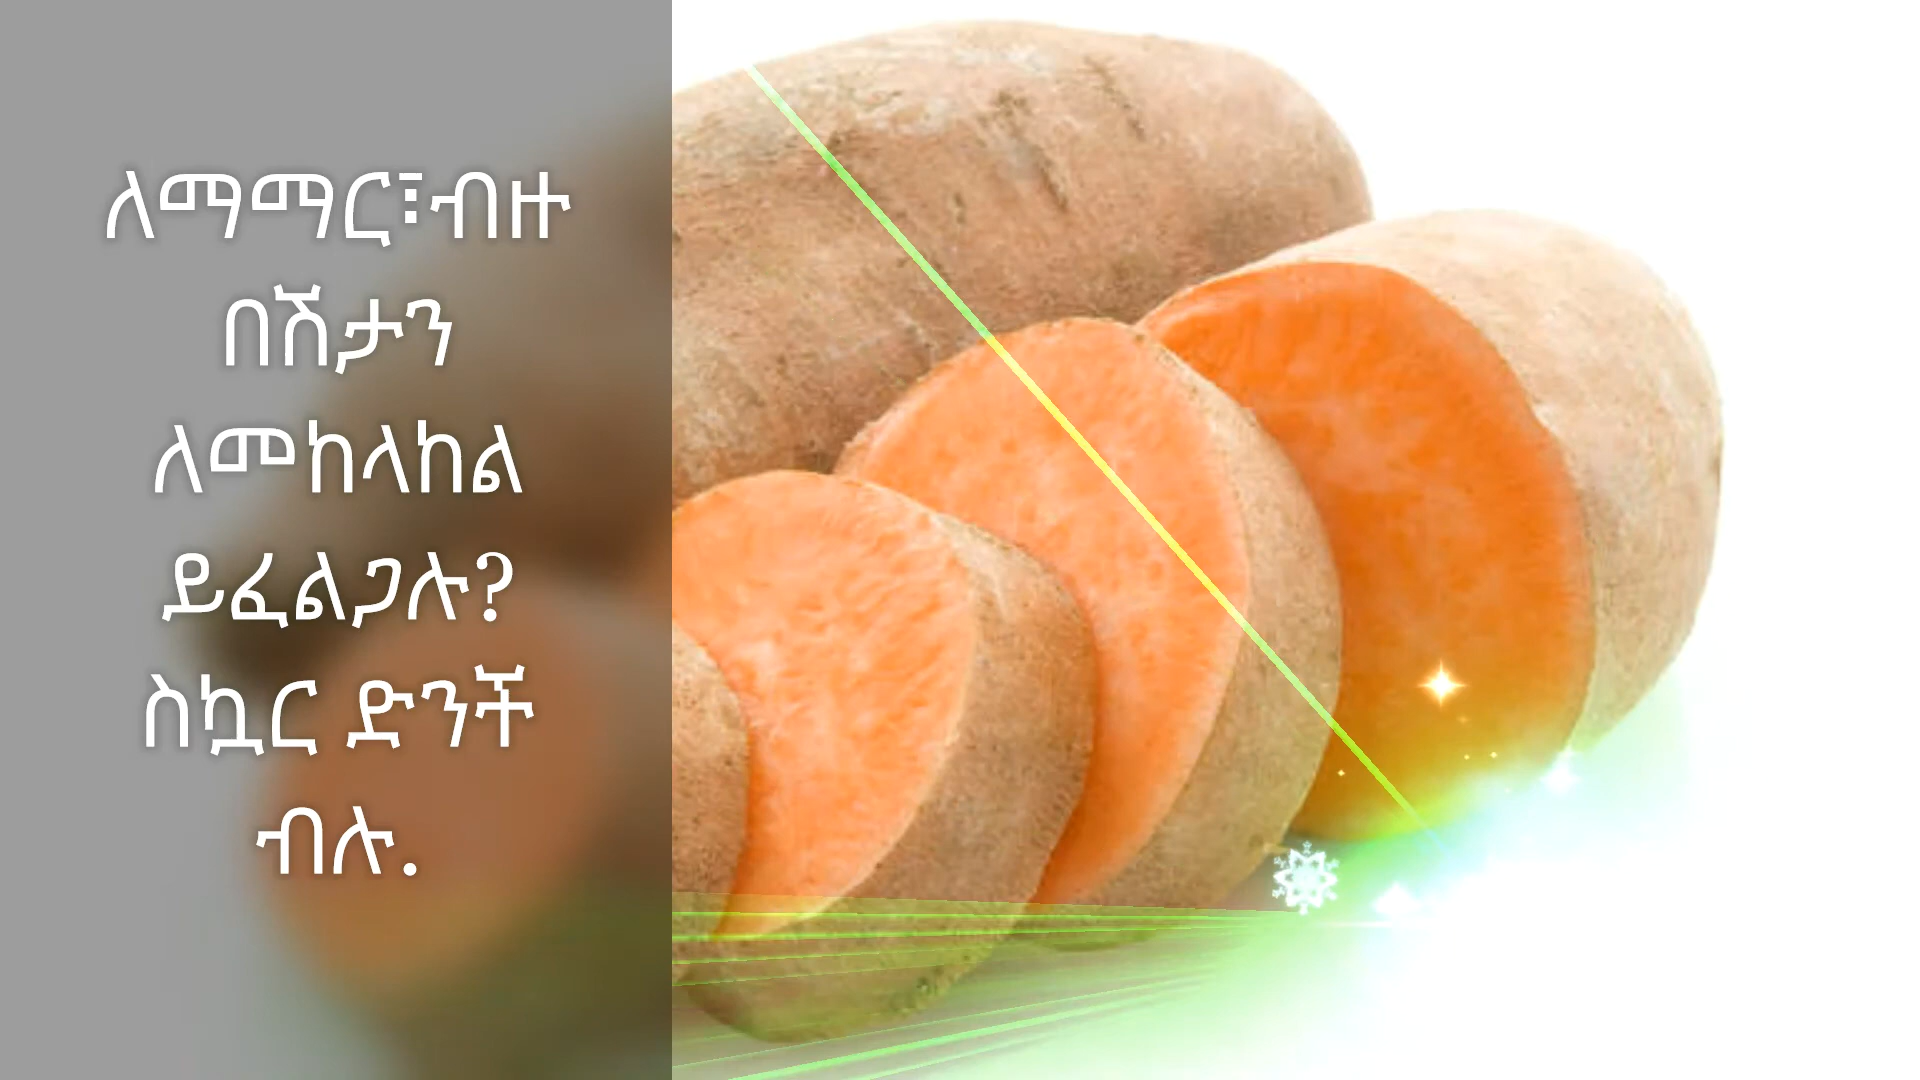 ለማማር፣ብዙ
በሽታን
ለመከላከል
ይፈልጋሉ?
ስኳር ድንች
ብሉ.